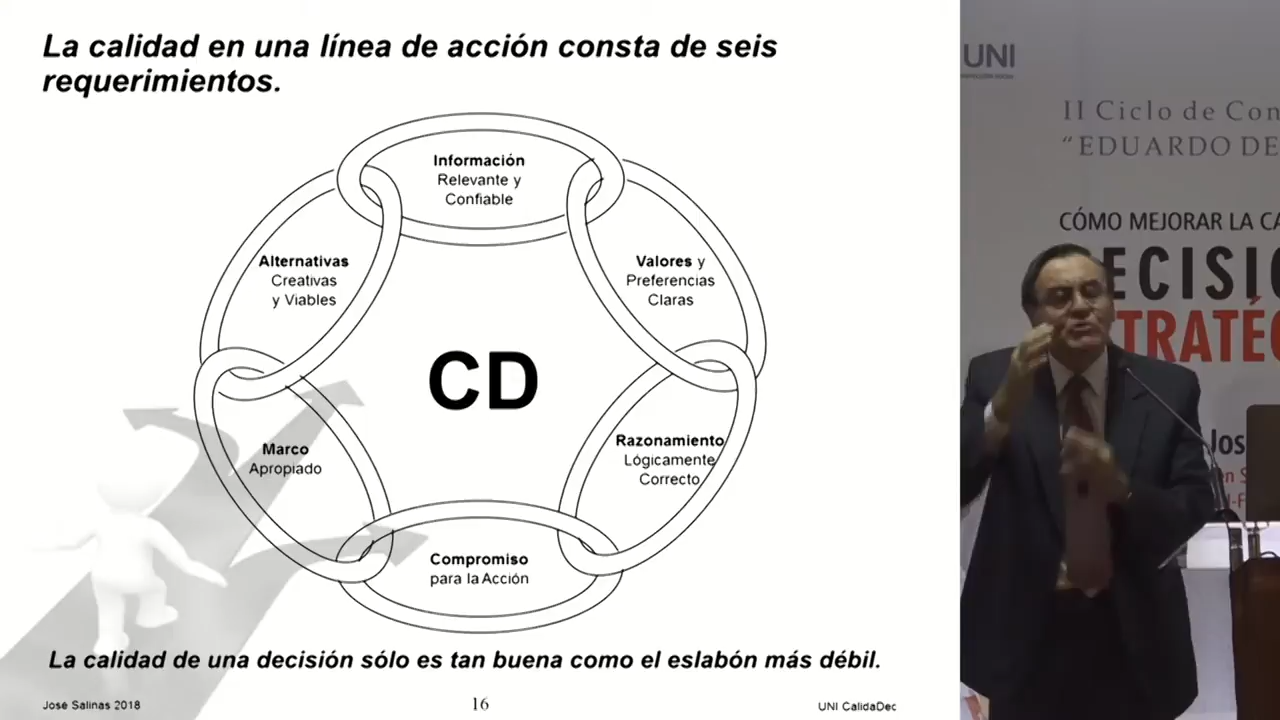 La calidad en una línea de acción consta de seis
requerimientos.
Información
Relevante y
Confiable
Alternativas
Creativas
y Viables
Valores y
Preferencias
Claras
CD
Marco
Apropiado
Razonamiento
Lógicamente
Correcto
Compromiso
para la Acción
La calidad de una decisión sólo es tan buena como el eslabón más débil.
José Salinas 2018
16
UNI CalidaDec
UNI
II Ciclo de Con
"EDUARDO DE
CÓMO MEJORAR LA CA
ECISIO
TRATÉG
Jos